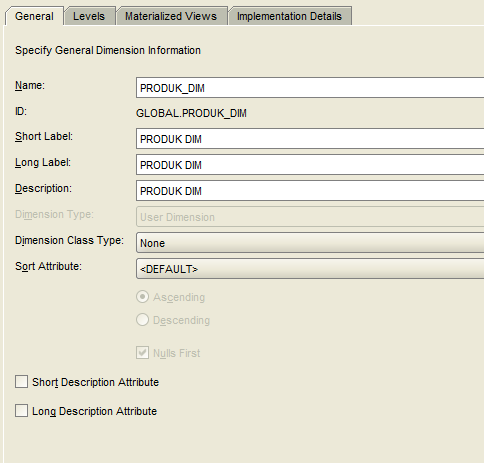 General Levels Materialized Views Implementation Details
Specify General Dimension Information
Name: PRODUK_DIM
ID: GLOBAL.PRODUK_DIM
Short Label: PRODUK DIM
Long Label: PRODUK DIM
Description: PRODUK DIM
Dimension Type: User Dimension
Dimension Class Type: None
Sort Attribute: <DEFAULT>
Ascending
Descending
Nulls First
Short Description Attribute
Long Description Attribute